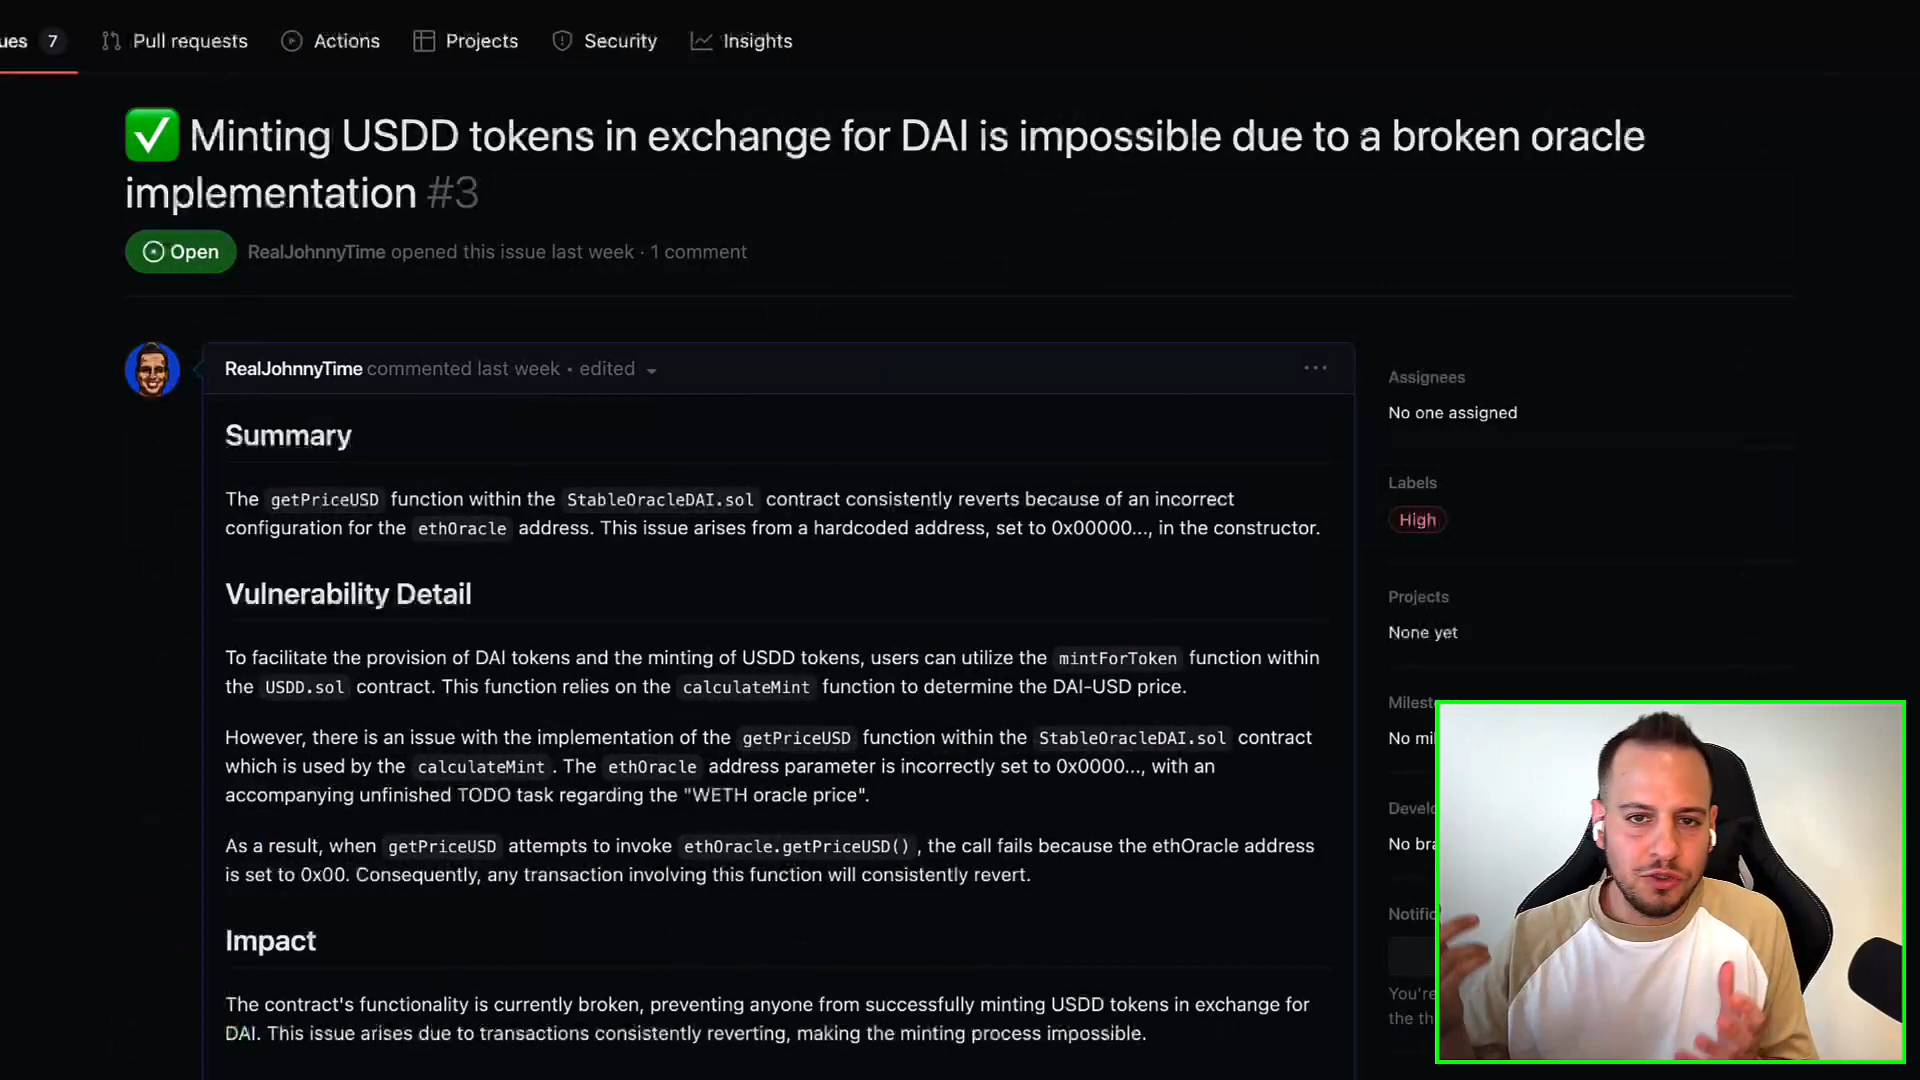 ues 7 Pull requests Actions Projects Security Insights
✅ Minting USDD tokens in exchange for DAI is impossible due to a broken oracle
implementation #3
Open RealJohnnyTime opened this issue last week · 1 comment
RealJohnnyTime commented last week • edited
Summary
The getPriceUSD function within the StableOracleDAI.sol contract consistently reverts because of an incorrect
configuration for the ethOracle address. This issue arises from a hardcoded address, set to 0x00000..., in the constructor.
Vulnerability Detail
To facilitate the provision of DAI tokens and the minting of USDD tokens, users can utilize the mintForToken function within
the USDD.sol contract. This function relies on the calculateMint function to determine the DAI-USD price.
However, there is an issue with the implementation of the getPriceUSD function within the StableOracleDAI.sol contract
which is used by the calculateMint . The ethOracle address parameter is incorrectly set to 0x0000..., with an
accompanying unfinished TODO task regarding the "WETH oracle price".
As a result, when getPriceUSD attempts to invoke ethOracle.getPriceUSD() , the call fails because the ethOracle address
is set to 0x00. Consequently, any transaction involving this function will consistently revert.
Impact
The contract's functionality is currently broken, preventing anyone from successfully minting USDD tokens in exchange for
DAI. This issue arises due to transactions consistently reverting, making the minting process impossible.
Assignees
No one assigned
Labels
High
Projects
None yet
Milest
No mi
Develo
No bra
Notific
You're
the th